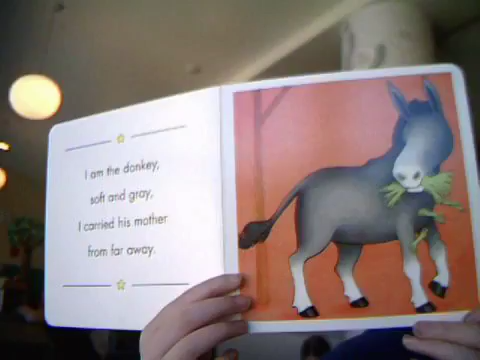 I am the donkey,
soft and gray,
I carried his mother
from far away.